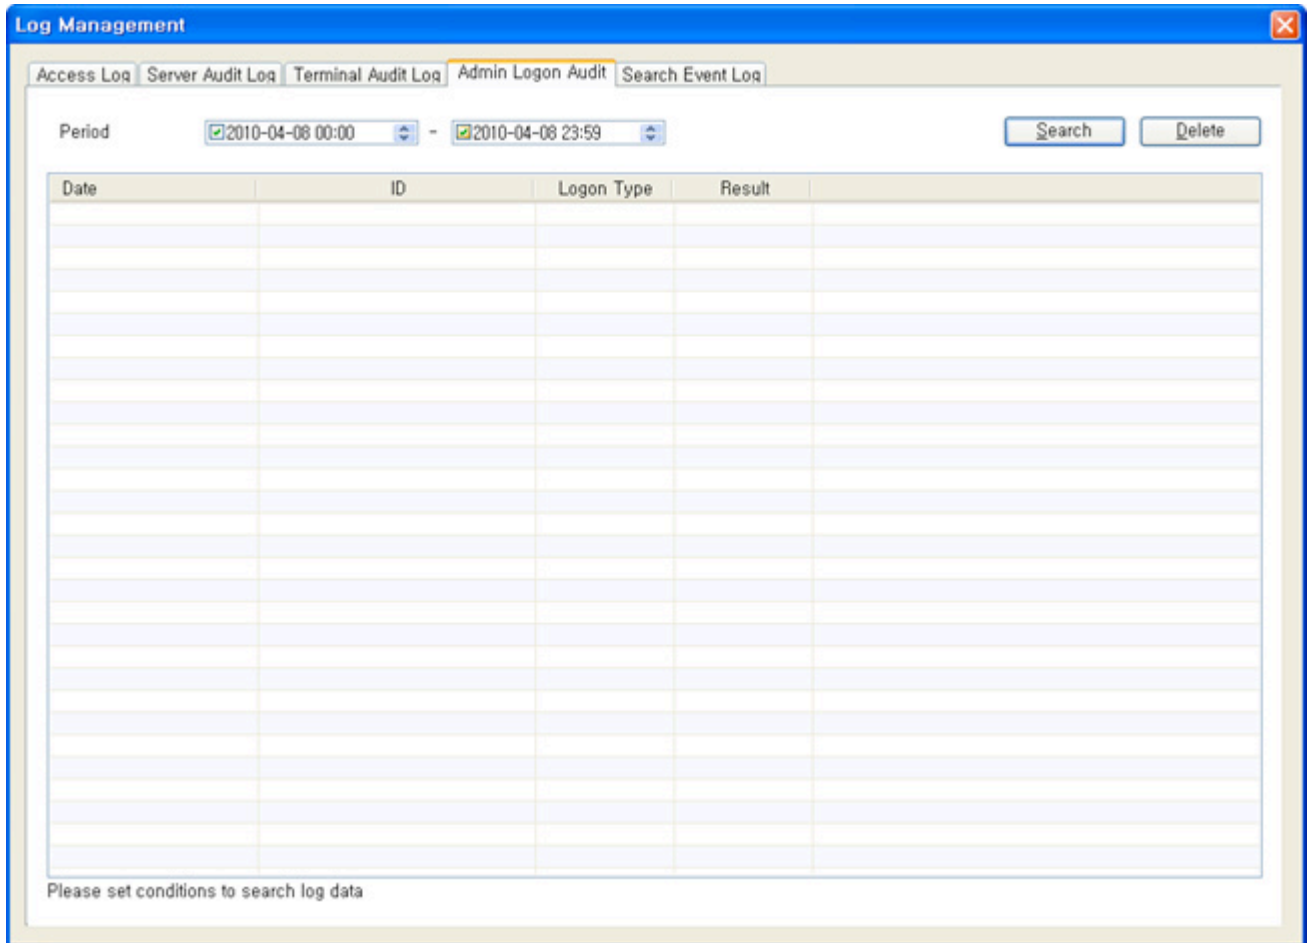 Log Management
Access Log Server Audit Log Terminal Audit Log Admin Logon Audit Search Event Log
Period 2010-04-08 00:00 - 2010-04-08 23:59 Search Delete
Date ID Logon Type Result
Please set conditions to search log data